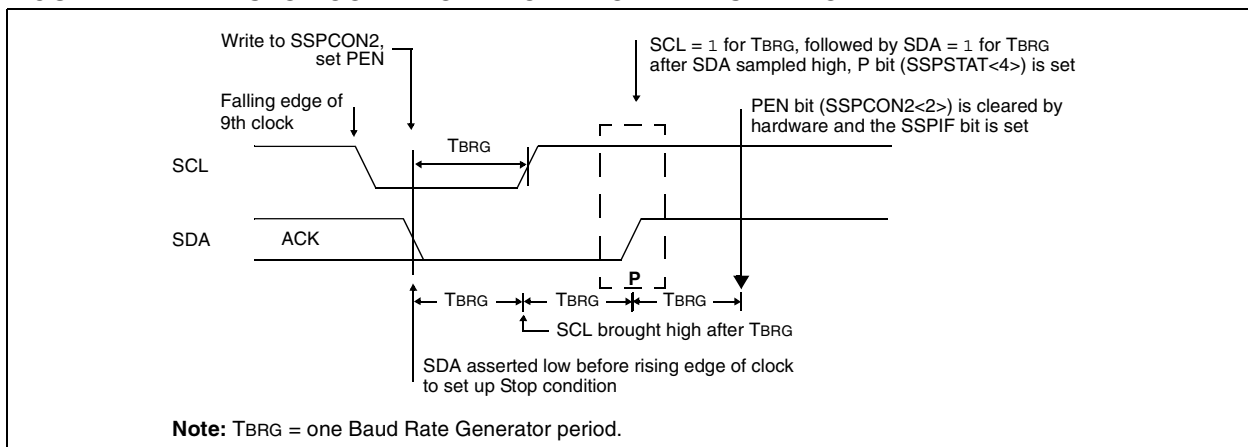 Write to SSPCON2,
set PEN
SCL = 1 for TBRG, followed by SDA = 1 for TBRG
after SDA sampled high, P bit (SSPSTAT<4>) is set
Falling edge of
9th clock
PEN bit (SSPCON2<2>) is cleared by
hardware and the SSPIF bit is set
TBRG
SCL
SDA
ACK
P
TBRG
TBRG
TBRG
SCL brought high after TBRG
SDA asserted low before rising edge of clock
to set up Stop condition
Note: TBRG = one Baud Rate Generator period.